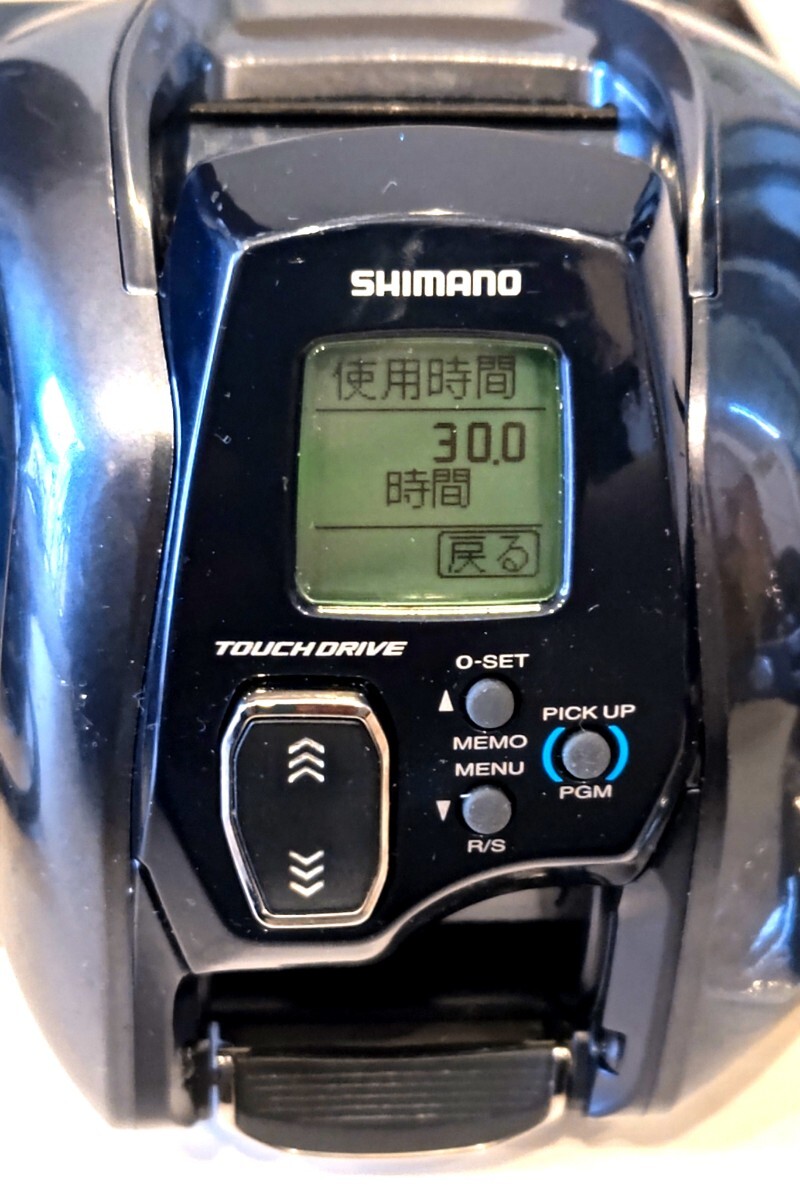 SHIMANO
使用時間
30.0
時間
戻る
TOUCH DRIVE
O-SET
MEMO
PICK UP
MENU
PGM
R/S